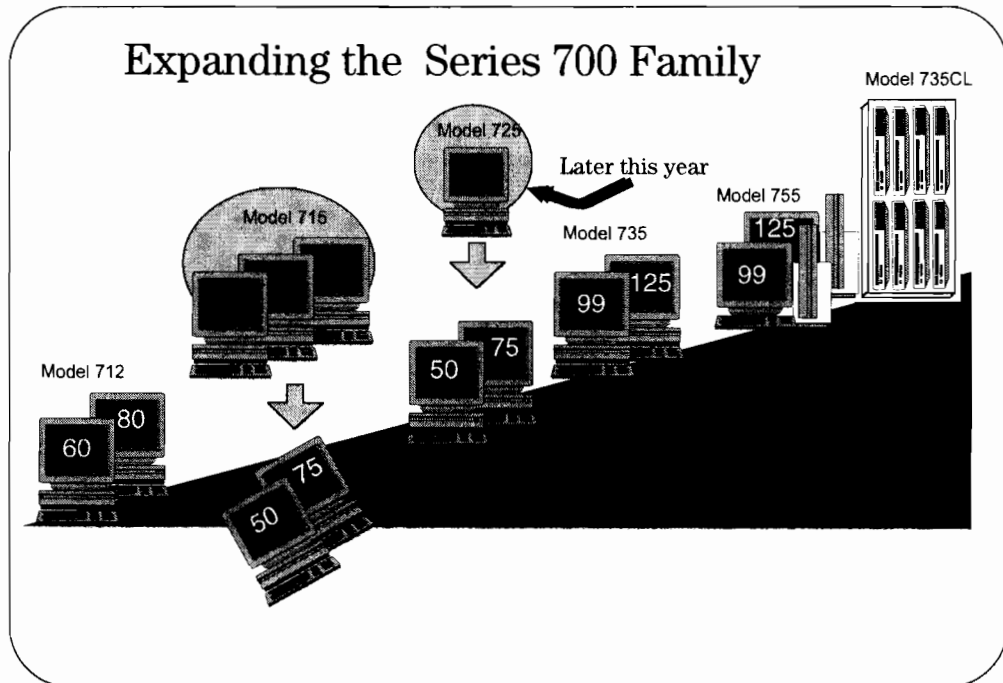 Expanding the Series 700 Family
Model 735CL
Model 725
Later this year
Model 755
Model 715
Model 735
125
99
125
99
75
50
Model 712
80
60
75
50